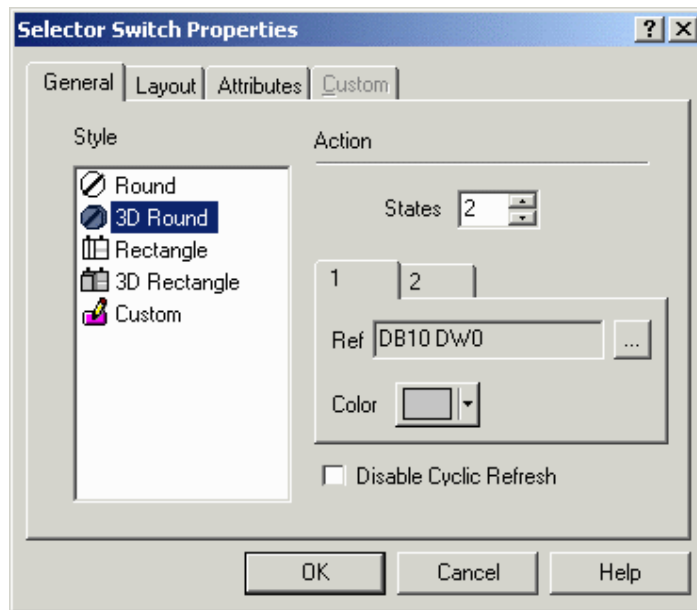 Selector Switch Properties
General Layout Attributes Custom
Style
Round
3D Round
Rectangle
3D Rectangle
Custom
Action
States 2
1 2
Ref DB10 DW0 ...
Color
Disable Cyclic Refresh
OK Cancel Help